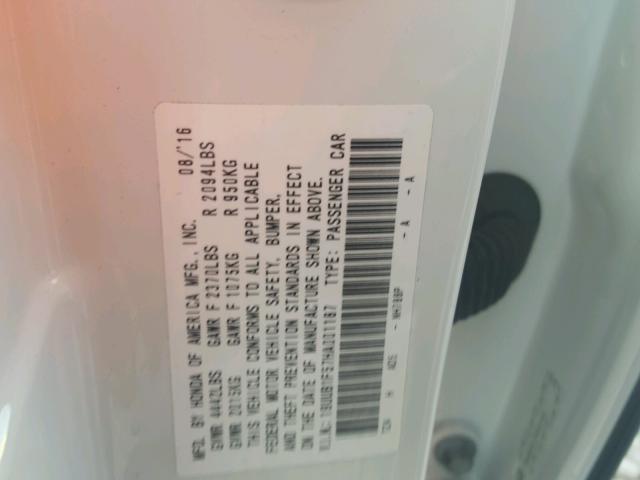 MFD. BY HONDA OF AMERICA MFG., INC. 08/'16
GVWR 4442LBS GAWR F 2370LBS R 2094LBS
GVWR 2015KG GAWR F 1075KG R 950KG
THIS VEHICLE CONFORMS TO ALL APPLICABLE
FEDERAL MOTOR VEHICLE SAFETY, BUMPER,
AND THEFT PREVENTION STANDARDS IN EFFECT
ON THE DATE OF MANUFACTURE SHOWN ABOVE.
V.I.N.: 19UUB1F57HA001187 TYPE: PASSENGER CAR
H NH788P - A - A